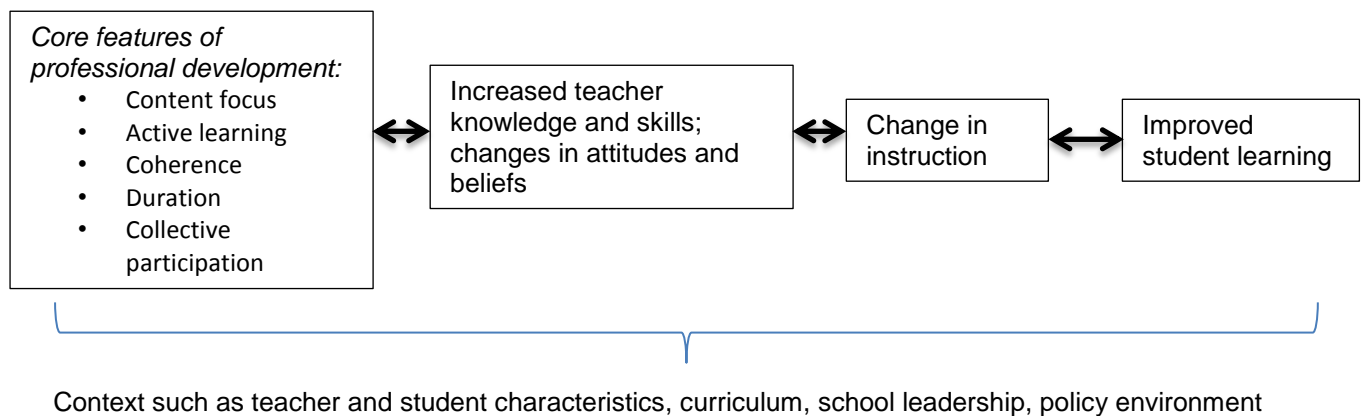 Core features of
professional development:
• Content focus
• Active learning
• Coherence
• Duration
• Collective
participation
Increased teacher
knowledge and skills;
changes in attitudes and
beliefs
Change in
instruction
Improved
student learning
Context such as teacher and student characteristics, curriculum, school leadership, policy environment